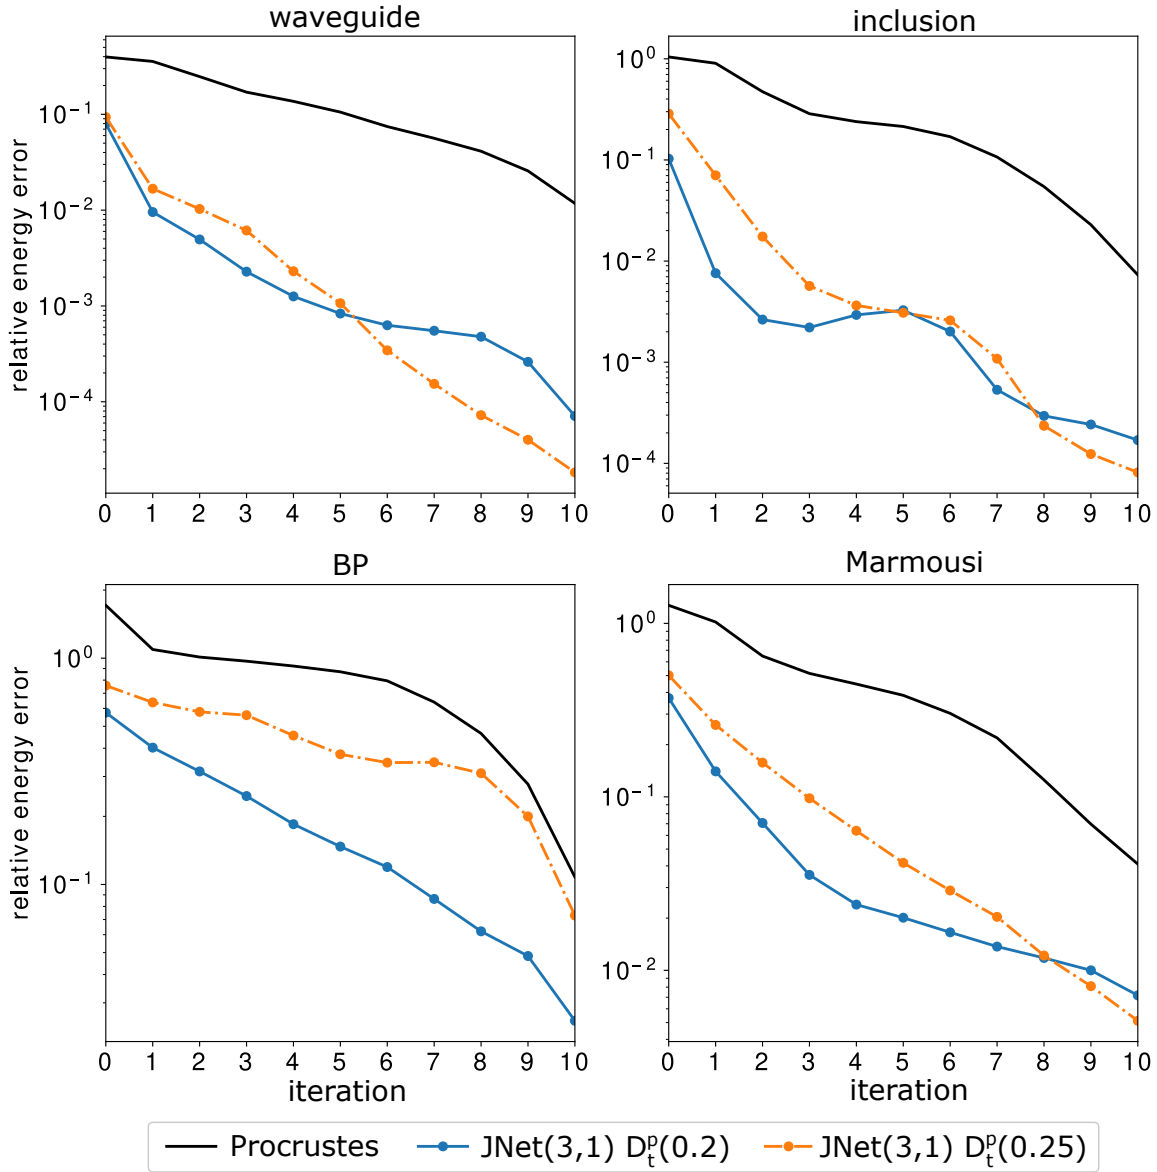 waveguide
inclusion
relative energy error
10^-1
10^-2
10^-3
10^-4
0 1 2 3 4 5 6 7 8 9 10
10^0
10^-1
10^-2
10^-3
10^-4
0 1 2 3 4 5 6 7 8 9 10
BP
Marmousi
relative energy error
10^0
10^-1
0 1 2 3 4 5 6 7 8 9 10
iteration
10^0
10^-1
10^-2
0 1 2 3 4 5 6 7 8 9 10
iteration
Procrustes JNet(3,1) D_t^p(0.2) JNet(3,1) D_t^p(0.25)